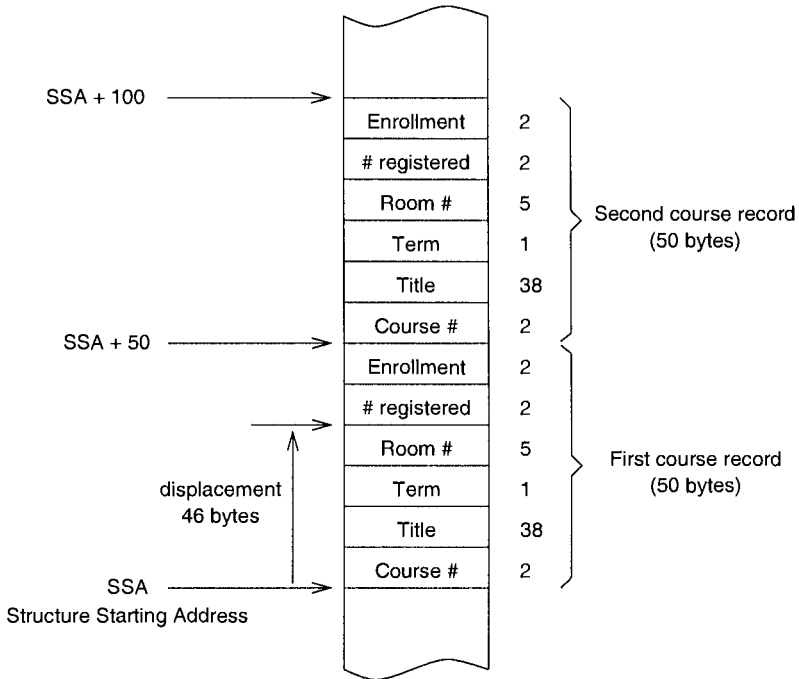 SSA + 100
Enrollment 2
# registered 2
Room # 5
Term 1
Title 38
Course # 2
Second course record
(50 bytes)
SSA + 50
Enrollment 2
# registered 2
Room # 5
Term 1
Title 38
Course # 2
First course record
(50 bytes)
displacement
46 bytes
SSA
Structure Starting Address